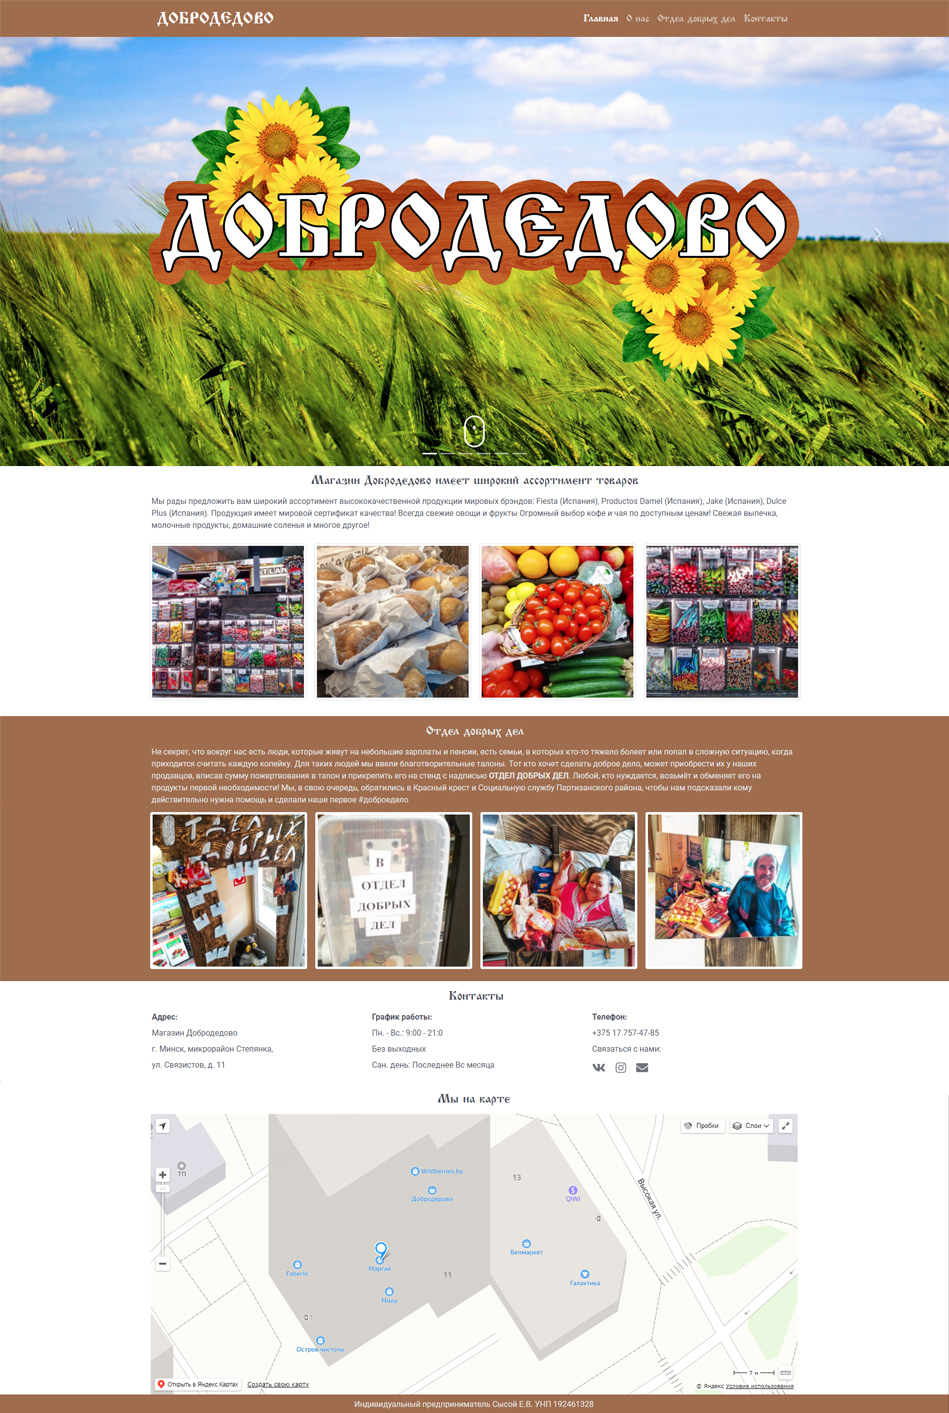 ДОБРОДЕДОВО
Главная О нас Отдел добрых дел Контакты
ДОБРОДЕДОВО
Магазин Добродедово имеет широкий ассортимент товаров
Мы рады предложить вам широкий ассортимент высококачественной продукции мировых брэндов: Fiesta (Испания), Productos Damel (Испания), Jake (Испания), Dulce
Plus (Испания). Продукция имеет мировой сертификат качества! Всегда свежие овощи и фрукты Огромный выбор кофе и чая по доступным ценам! Свежая выпечка,
молочные продукты, домашние соленья и многое другое!
Отдел добрых дел
Не секрет, что вокруг нас есть люди, которые живут на небольшие зарплаты и пенсии, есть семьи, в которых кто-то тяжело болеет или попал в сложную ситуацию, когда
приходится считать каждую копейку. Для таких людей мы ввели благотворительные талоны. Тот кто хочет сделать доброе дело, может приобрести их у наших
продавцов, вписав сумму пожертвования в талон и прикрепить его на стенд с надписью ОТДЕЛ ДОБРЫХ ДЕЛ. Любой, кто нуждается, возьмёт и обменяет его на
продукты первой необходимости! Мы, в свою очередь, обратились в Красный крест и Социальную службу Партизанского района, чтобы нам подсказали кому
действительно нужна помощь и сделали наше первое #доброедело
ОТДЕЛ
ДОБРЫХ
ДЕЛ
В
ОТДЕЛ
ДОБРЫХ
ДЕЛ
Контакты
Адрес:
Магазин Добродедово
г. Минск, микрорайон Степянка,
ул. Связистов, д. 11
График работы:
Пн. - Вс.: 9:00 - 21:0
Без выходных
Сан. день: Последнее Вс месяца
Телефон:
+375 17 757-47-85
Связаться с нами:
Мы на карте
Пробки
Слои
ТП
Wildberries.by
Добродедово
13
QIWI
Высокая ул.
Белмаркет
Faberlic
Маргай
11
Галактика
Мила
1
Остров чистоты
7 м
Открыть в Яндекс.Картах
Создать свою карту
© Яндекс Условия использования
Индивидуальный предприниматель Сысой Е.В. УНП 192461328